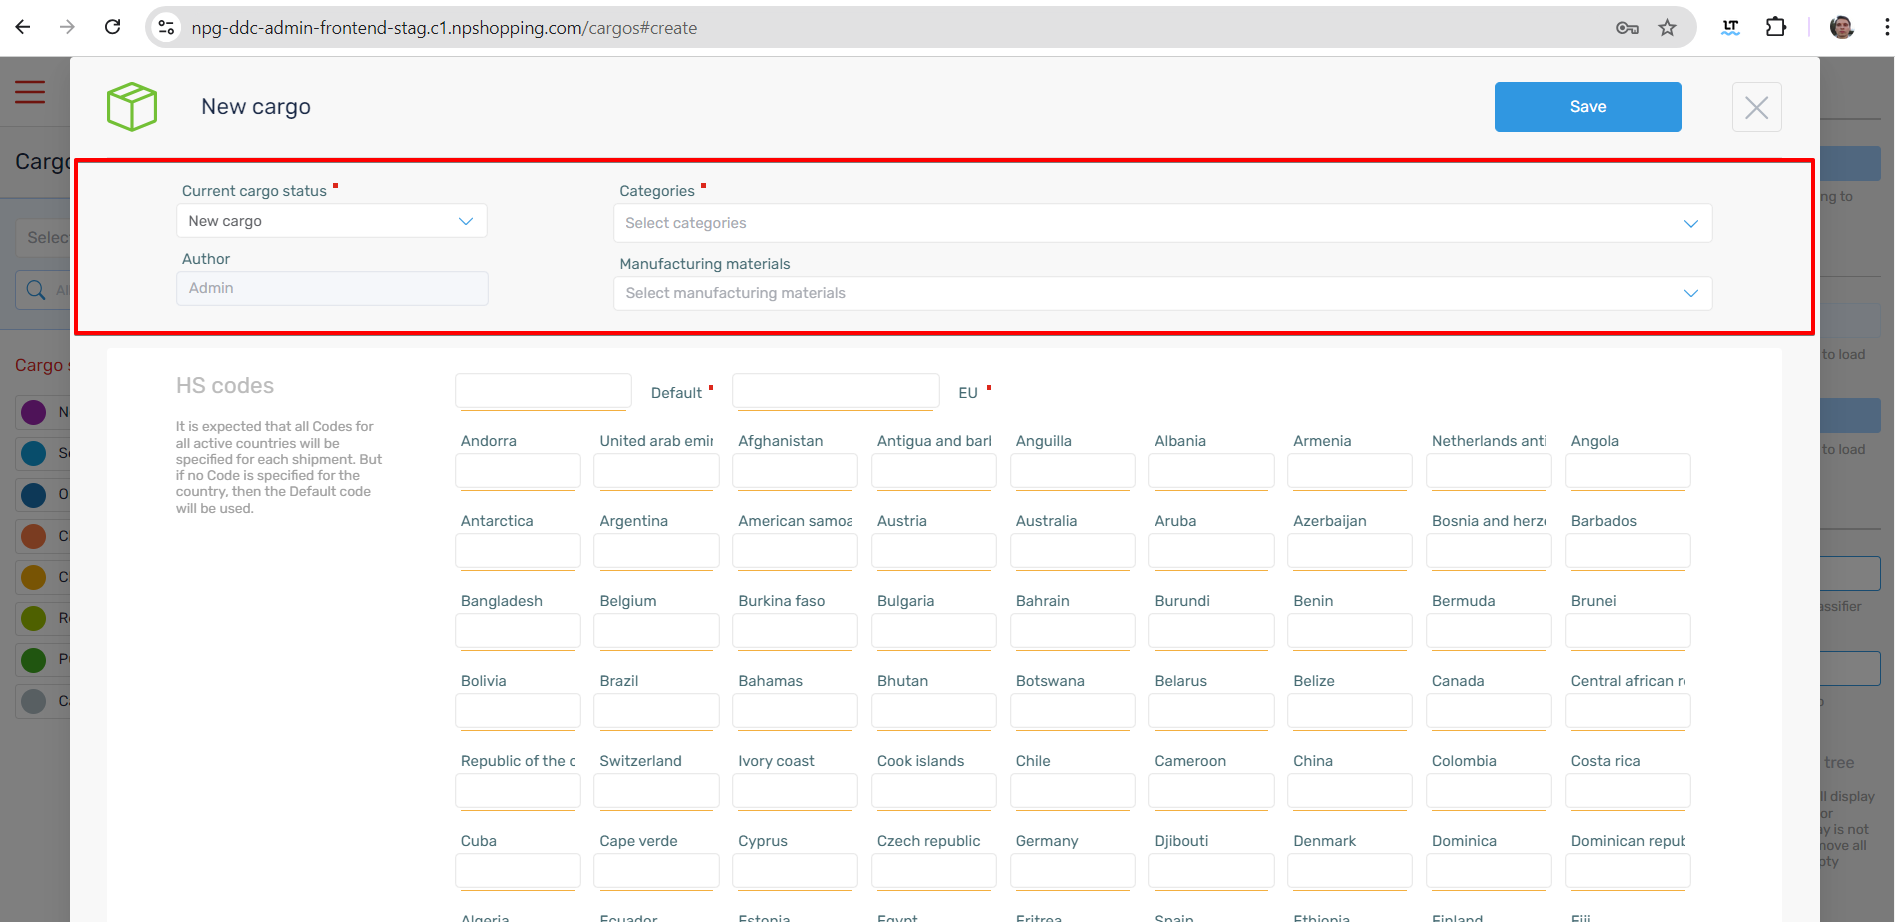 npg-ddc-admin-frontend-stag.c1.npshopping.com/cargos#create
LT
New cargo
Save
Cargo
Current cargo status
Categories
New cargo
Select categories
Author
Manufacturing materials
Admin
Select manufacturing materials
Selec
ng to
to load
Cargo s
HS codes
Default
EU
It is expected that all Codes for
all active countries will be
specified for each shipment. But
if no Code is specified for the
country, then the Default code
will be used.
to load
Andorra United arab emir Afghanistan Antigua and barl Anguilla Albania Armenia Netherlands anti Angola
Antarctica Argentina American samoa Austria Australia Aruba Azerbaijan Bosnia and herz Barbados
Bangladesh Belgium Burkina faso Bulgaria Bahrain Burundi Benin Bermuda Brunei
assifier
Bolivia Brazil Bahamas Bhutan Botswana Belarus Belize Canada Central african r
Republic of the c Switzerland Ivory coast Cook islands Chile Cameroon China Colombia Costa rica
tree
ll display
or
ay is not
move all
pty
Cuba Cape verde Cyprus Czech republic Germany Djibouti Denmark Dominica Dominican repub
Algeria Ecuador Estonia Egypt Eritrea Spain Ethiopia Finland Fiji